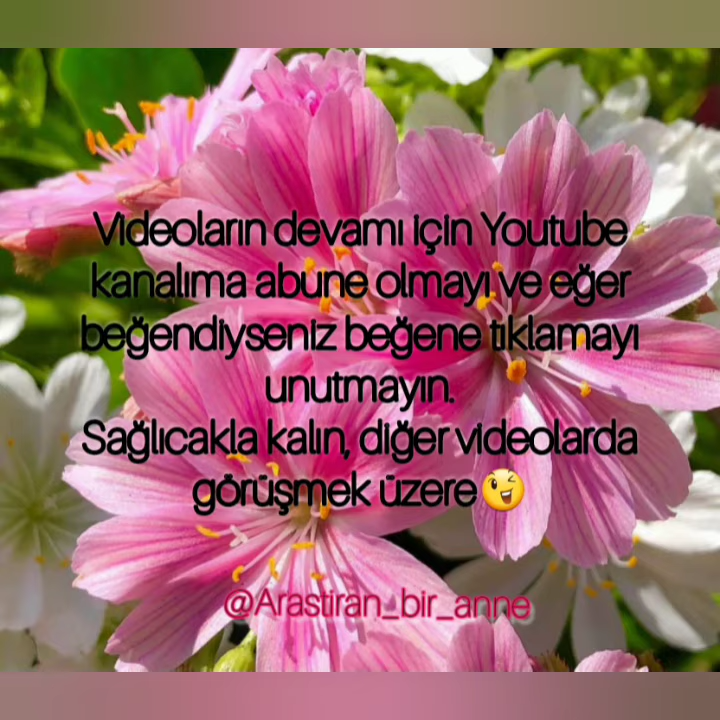 Videoların devamı için Youtube
kanalıma abune olmayı ve eğer
beğendiyseniz beğene tıklamayı
unutmayın.
Sağlıcakla kalın, diğer videolarda
görüşmek üzere😉
@Arastiran_bir_anne